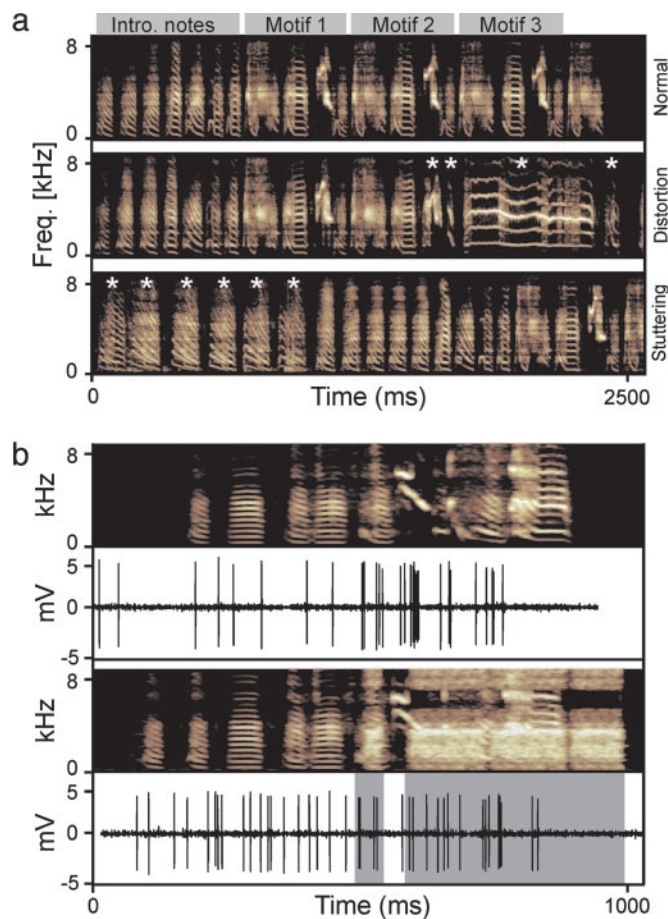 a
Intro. notes Motif 1 Motif 2 Motif 3
8
0
Normal
Freq. [kHz]
* * * *
8
0
Distortion
* * * * * *
8
0
Stuttering
0 Time (ms) 2500
b
kHz
8
0
mV
5
0
-5
kHz
8
0
mV
5
0
-5
0 Time (ms) 1000